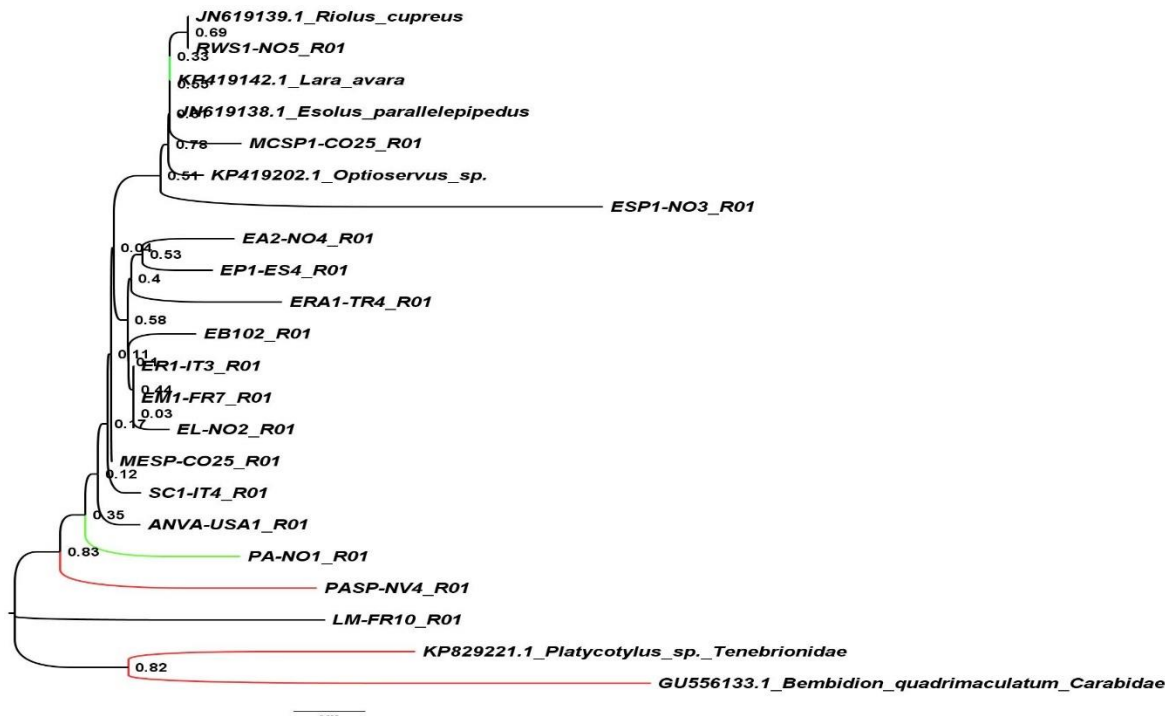 JN619139.1_Riolus_cupreus
0.69
RWS1-NO5_R01
0.33
KP419142.1_Lara_avara
JN619138.1_Esolus_parallelepipedus
0.78
MCSP1-CO25_R01
0.51
KP419202.1_Optioservus_sp.
ESP1-NO3_R01
EA2-NO4_R01
0.04
0.53
EP1-ES4_R01
0.4
ERA1-TR4_R01
0.58
EB102_R01
0.11
ER1-IT3_R01
0.44
EM1-FR7_R01
0.03
0.17
EL-NO2_R01
MESP-CO25_R01
0.12
SC1-IT4_R01
0.35
ANVA-USA1_R01
0.83
PA-NO1_R01
PASP-NV4_R01
LM-FR10_R01
KP829221.1_Platycotylus_sp._Tenebrionidae
0.82
GU556133.1_Bembidion_quadrimaculatum_Carabidae